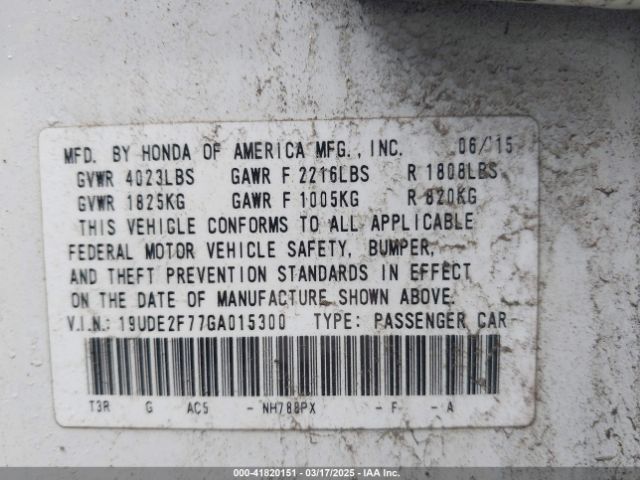 MFD. BY HONDA OF AMERICA MFG., INC. 06/15
GVWR 4023LBS GAWR F 2216LBS R 1808LBS
GVWR 1825KG GAWR F 1005KG R 820KG
THIS VEHICLE CONFORMS TO ALL APPLICABLE
FEDERAL MOTOR VEHICLE SAFETY, BUMPER,
AND THEFT PREVENTION STANDARDS IN EFFECT
ON THE DATE OF MANUFACTURE SHOWN ABOVE.
V.I.N.: 19UDE2F77GA015300 TYPE: PASSENGER CAR
T3R G AC5 - NH788PX - F - A
000-41820151 — 03/17/2025 — IAA Inc.